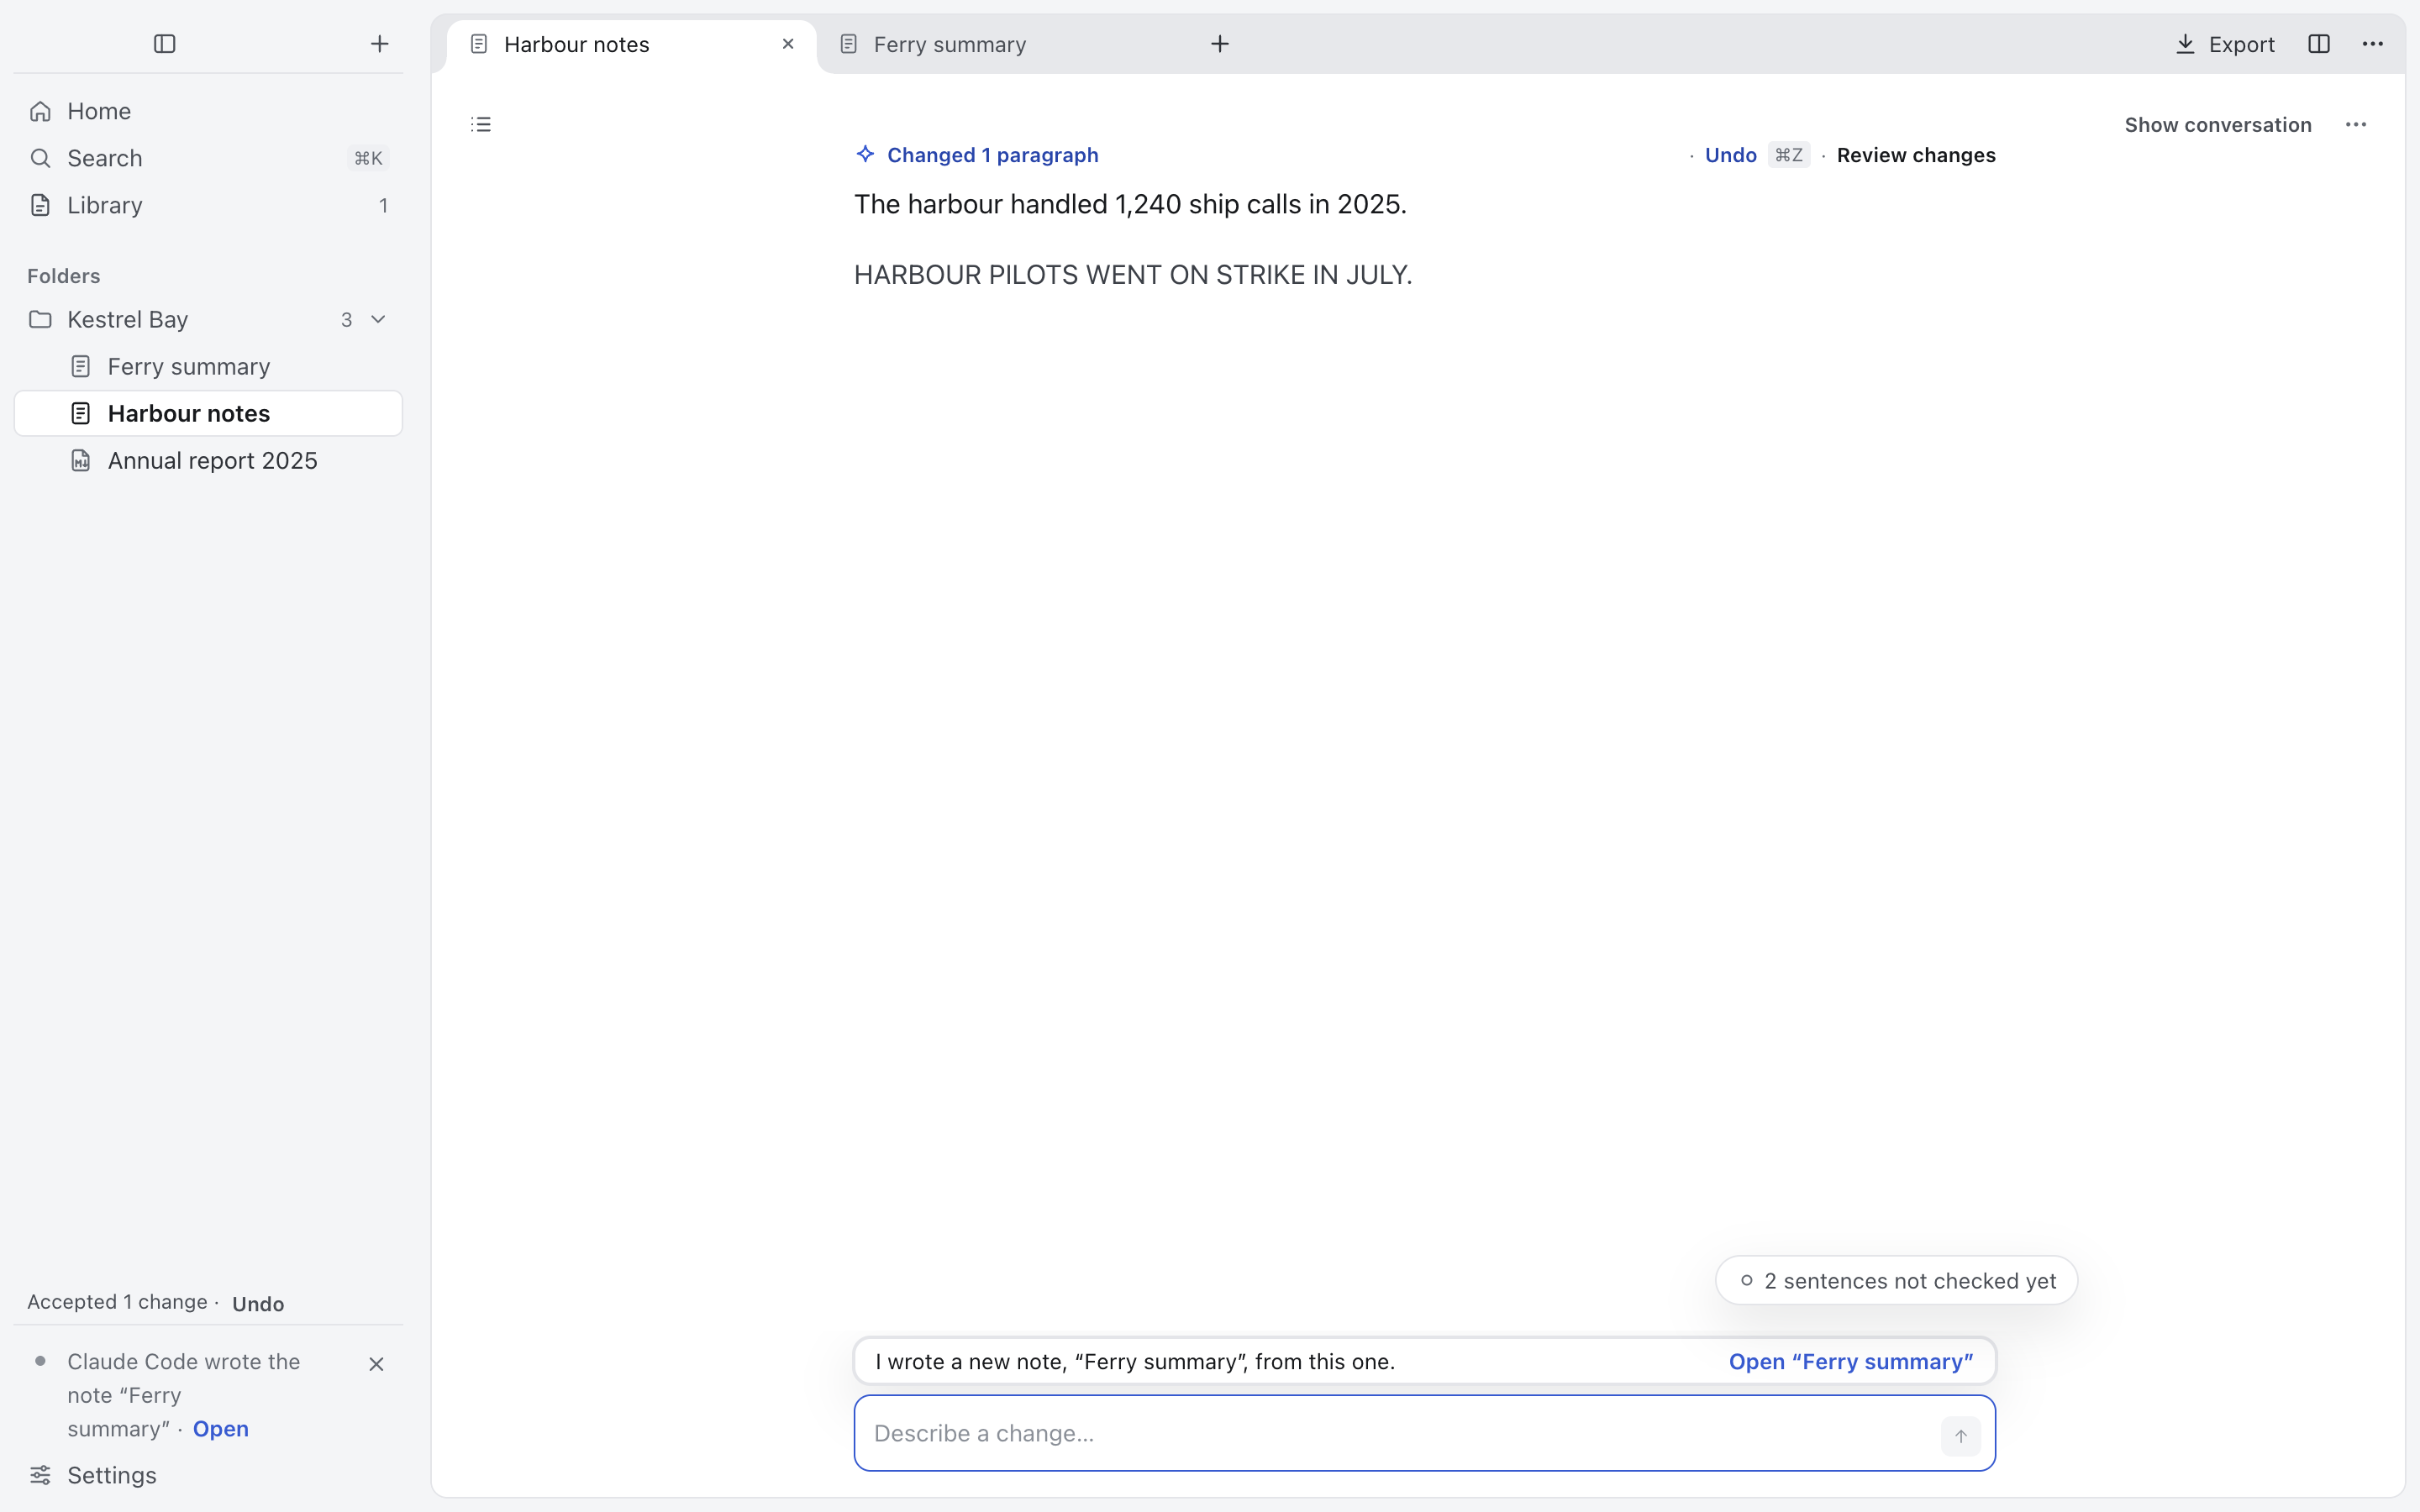 Home
Search ⌘K
Library 1
Folders
Kestrel Bay 3
Ferry summary
Harbour notes
Annual report 2025
Accepted 1 change · Undo
Claude Code wrote the
note “Ferry
summary” · Open
Settings
Harbour notes
Ferry summary
Export
Show conversation
Changed 1 paragraph · Undo ⌘Z · Review changes
The harbour handled 1,240 ship calls in 2025.
HARBOUR PILOTS WENT ON STRIKE IN JULY.
2 sentences not checked yet
I wrote a new note, “Ferry summary”, from this one. Open “Ferry summary”
Describe a change...